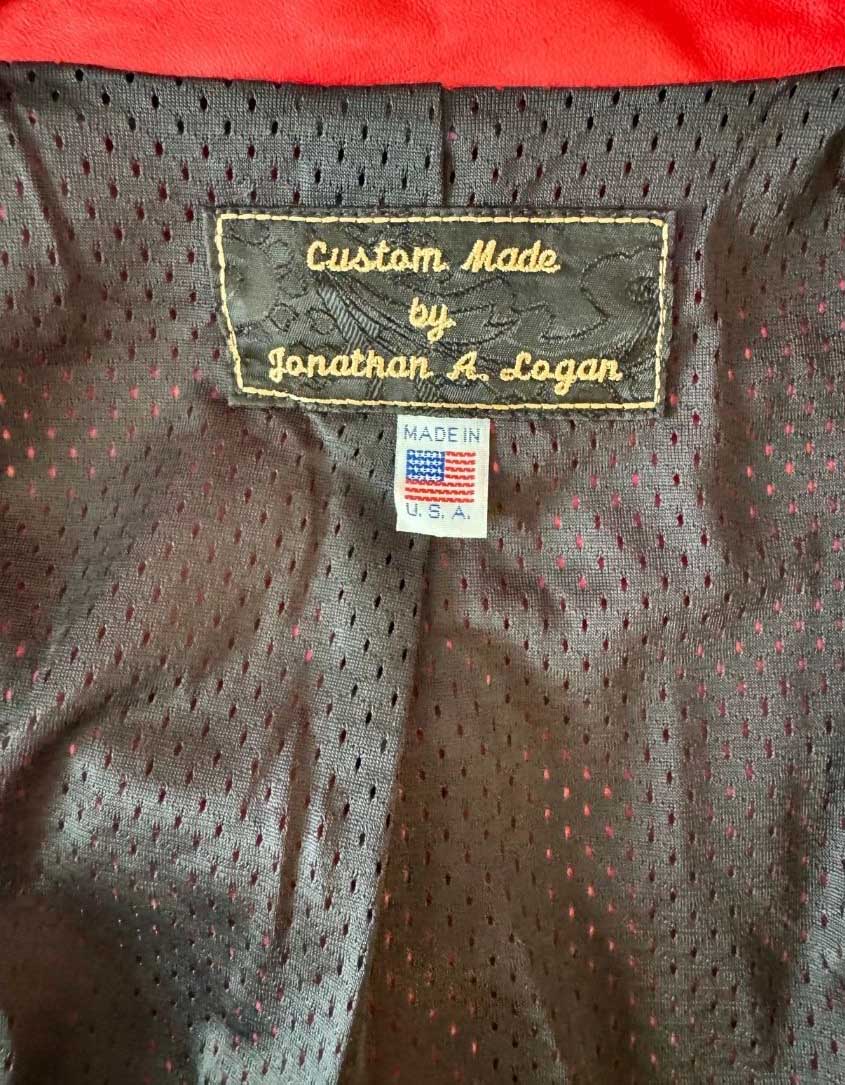 Custom Made
by
Jonathan A. Logan
MADE IN
U.S.A.